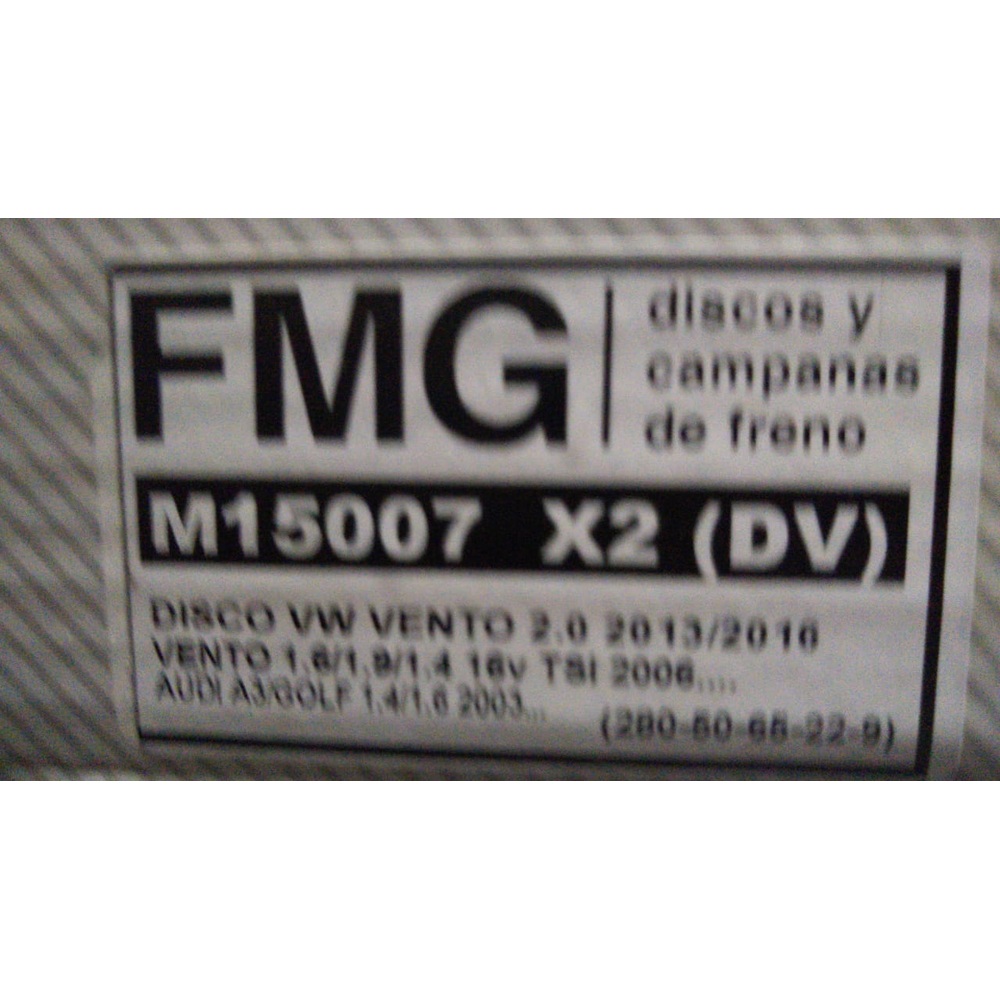 FMG
discos y
campanas
de freno
M15007 X2 (DV)
DISCO VW VENTO 2.0 2013/2016
VENTO 1.6/1.9/1.4 16v TSI 2006....
AUDI A3/GOLF 1.4/1.6 2003...
(280-50-65-22-9)